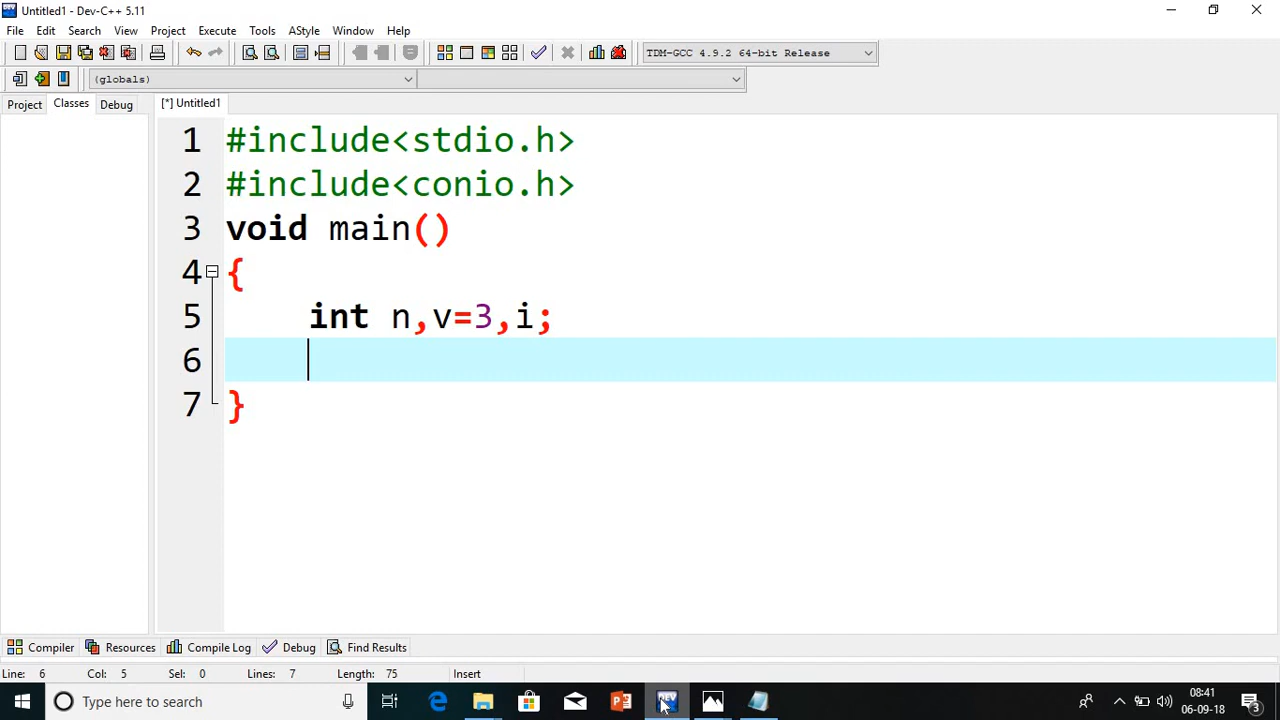 Untitled1 - Dev-C++ 5.11
File Edit Search View Project Execute Tools AStyle Window Help
TDM-GCC 4.9.2 64-bit Release
(globals)
Project Classes Debug [*] Untitled1
1 #include<stdio.h>
2 #include<conio.h>
3 void main()
4 {
5 int n,v=3,i;
6
7 }
Compiler Resources Compile Log Debug Find Results
Line: 6 Col: 5 Sel: 0 Lines: 7 Length: 75 Insert
Type here to search
DEV
08:41
06-09-18
3